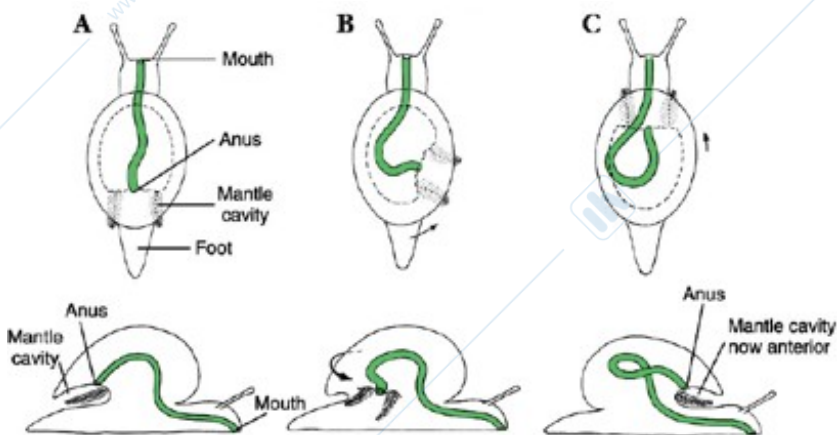 A
B
C
Mouth
Anus
Mantle
cavity
Foot
Anus
Mantle
cavity
Mouth
Anus
Mantle cavity
now anterior